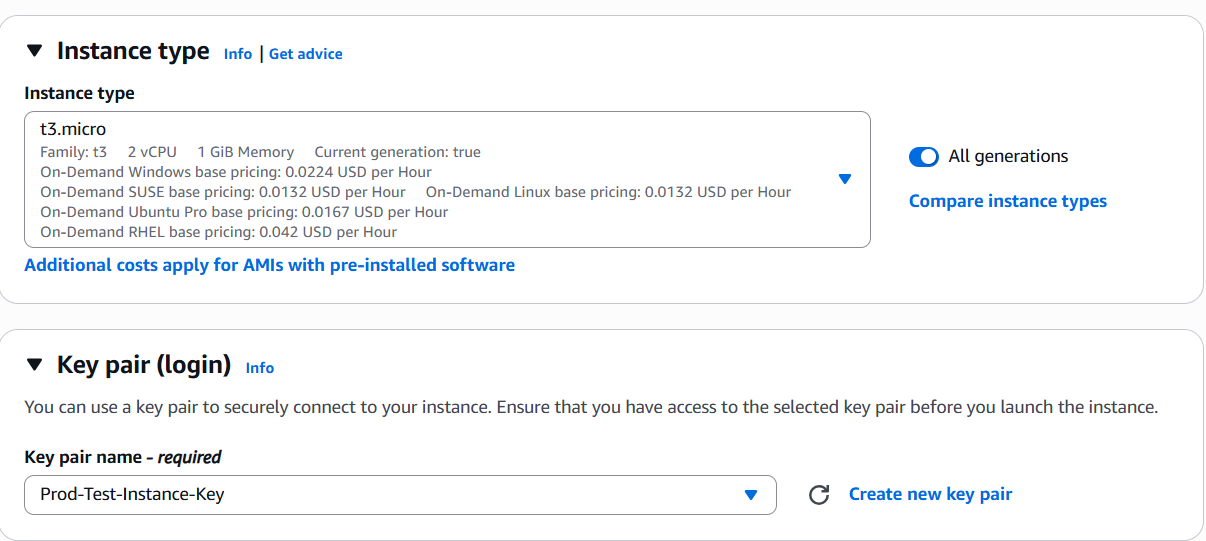 Instance type Info | Get advice
Instance type
t3.micro
Family: t3 2 vCPU 1 GiB Memory Current generation: true
On-Demand Windows base pricing: 0.0224 USD per Hour
On-Demand SUSE base pricing: 0.0132 USD per Hour On-Demand Linux base pricing: 0.0132 USD per Hour
On-Demand Ubuntu Pro base pricing: 0.0167 USD per Hour
On-Demand RHEL base pricing: 0.042 USD per Hour
All generations
Compare instance types
Additional costs apply for AMIs with pre-installed software
Key pair (login) Info
You can use a key pair to securely connect to your instance. Ensure that you have access to the selected key pair before you launch the instance.
Key pair name - required
Prod-Test-Instance-Key
Create new key pair